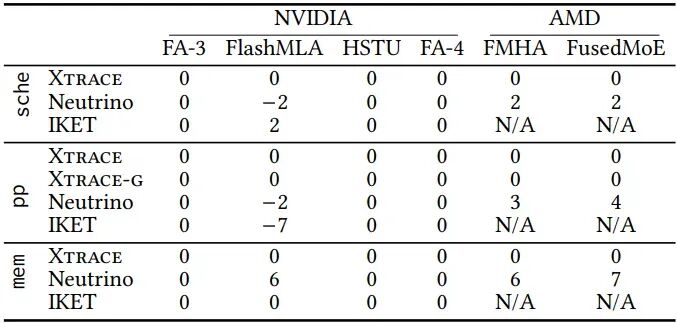 NVIDIA AMD
FA-3 FlashMLA HSTU FA-4 FMHA FusedMoE
sche
XTRACE 0 0 0 0 0 0
Neutrino 0 −2 0 0 2 2
IKET 0 2 0 0 N/A N/A
pp
XTRACE 0 0 0 0 0 0
XTRACE-G 0 0 0 0 0 0
Neutrino 0 −2 0 0 3 4
IKET 0 −7 0 0 N/A N/A
mem
XTRACE 0 0 0 0 0 0
Neutrino 0 6 0 0 6 7
IKET 0 0 0 0 N/A N/A